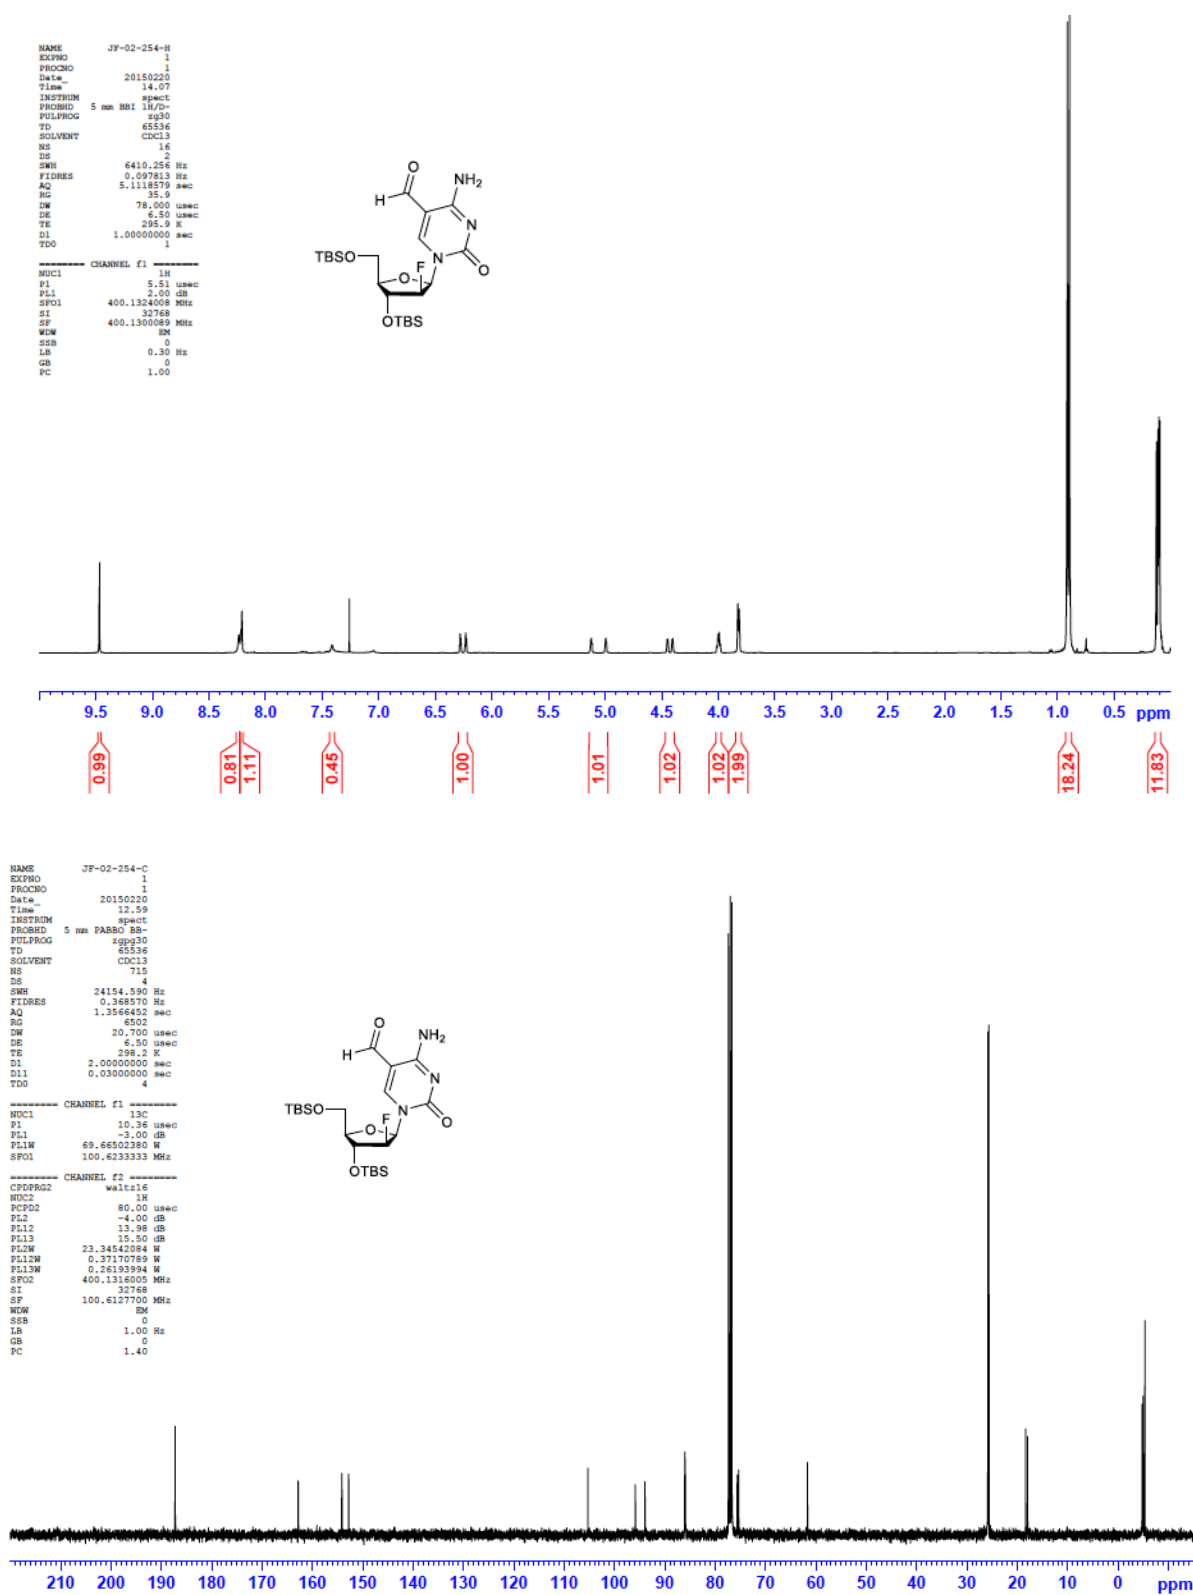 NAME JF-02-254-H
EXPNO 1
PROCNO 1
Date_ 20150220
Time 14.07
INSTRUM spect
PROBHD 5 mm BBI 1H/D-
PULPROG zg30
TD 65536
SOLVENT CDCl3
NS 16
DS 2
SWH 6410.256 Hz
FIDRES 0.097813 Hz
AQ 5.1118579 sec
RG 35.9
DW 78.000 usec
DE 6.50 usec
TE 295.9 K
D1 1.00000000 sec
TD0 1
======== CHANNEL f1 ========
NUC1 1H
P1 5.51 usec
PL1 2.00 dB
SFO1 400.1324008 MHz
SI 32768
SF 400.1300089 MHz
WDW EM
SSB 0
LB 0.30 Hz
GB 0
PC 1.00
O
NH2
H
N
N
O
TBSO
F
O
OTBS
9.5 9.0 8.5 8.0 7.5 7.0 6.5 6.0 5.5 5.0 4.5 4.0 3.5 3.0 2.5 2.0 1.5 1.0 0.5 ppm
0.99 0.81 1.11 0.45 1.00 1.01 1.02 1.02 1.99 18.24 11.83
NAME JF-02-254-C
EXPNO 1
PROCNO 1
Date_ 20150220
Time 12.59
INSTRUM spect
PROBHD 5 mm PABBO BB-
PULPROG zgpg30
TD 65536
SOLVENT CDCl3
NS 715
DS 4
SWH 24154.590 Hz
FIDRES 0.368570 Hz
AQ 1.3566452 sec
RG 6502
DW 20.700 usec
DE 6.50 usec
TE 298.2 K
D1 2.00000000 sec
D11 0.03000000 sec
TD0 4
======== CHANNEL f1 ========
NUC1 13C
P1 10.36 usec
PL1 -3.00 dB
PL1W 69.66502380 W
SFO1 100.6233333 MHz
======== CHANNEL f2 ========
CPDPRG2 waltz16
NUC2 1H
PCPD2 80.00 usec
PL2 -4.00 dB
PL12 13.98 dB
PL13 15.50 dB
PL2W 23.34542084 W
PL12W 0.37170789 W
PL13W 0.26193994 W
SFO2 400.1316005 MHz
SI 32768
SF 100.6127700 MHz
WDW EM
SSB 0
LB 1.00 Hz
GB 0
PC 1.40
O
NH2
H
N
N
O
TBSO
F
O
OTBS
210 200 190 180 170 160 150 140 130 120 110 100 90 80 70 60 50 40 30 20 10 0 ppm